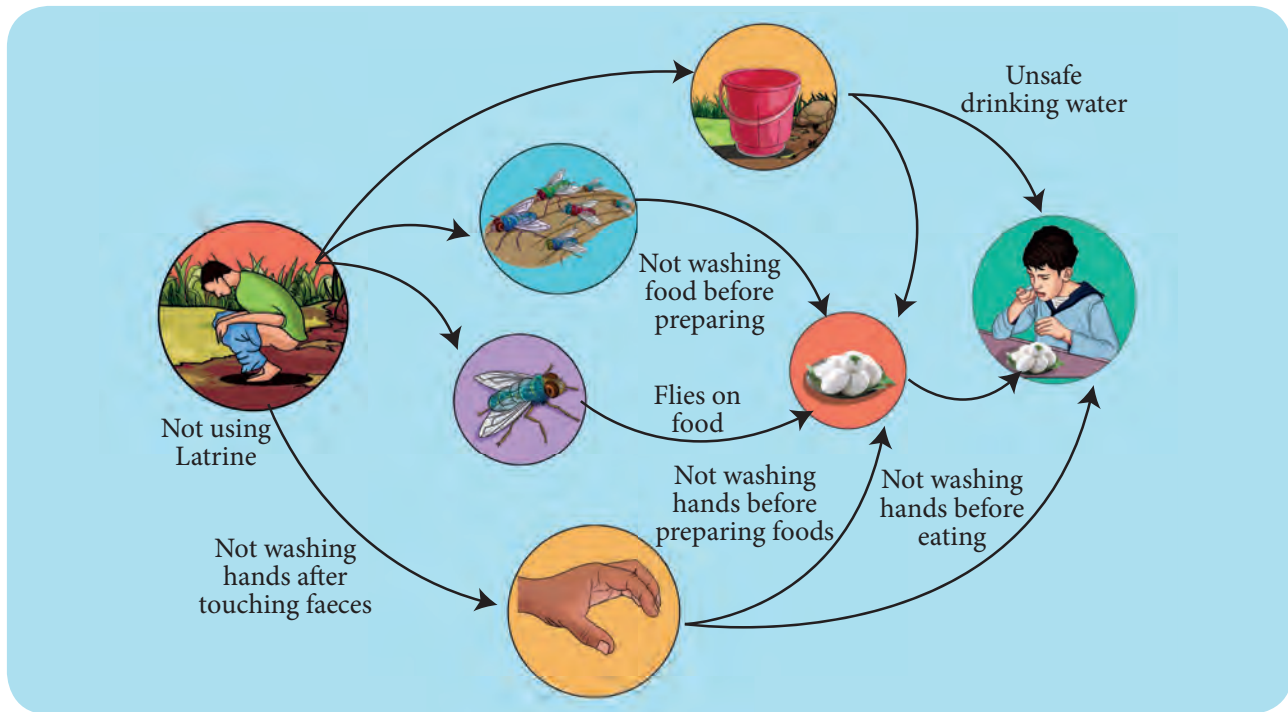 Unsafe
drinking water
Not washing
food before
preparing
Flies on
food
Not using
Latrine
Not washing
hands before
preparing foods
Not washing
hands before
eating
Not washing
hands after
touching faeces